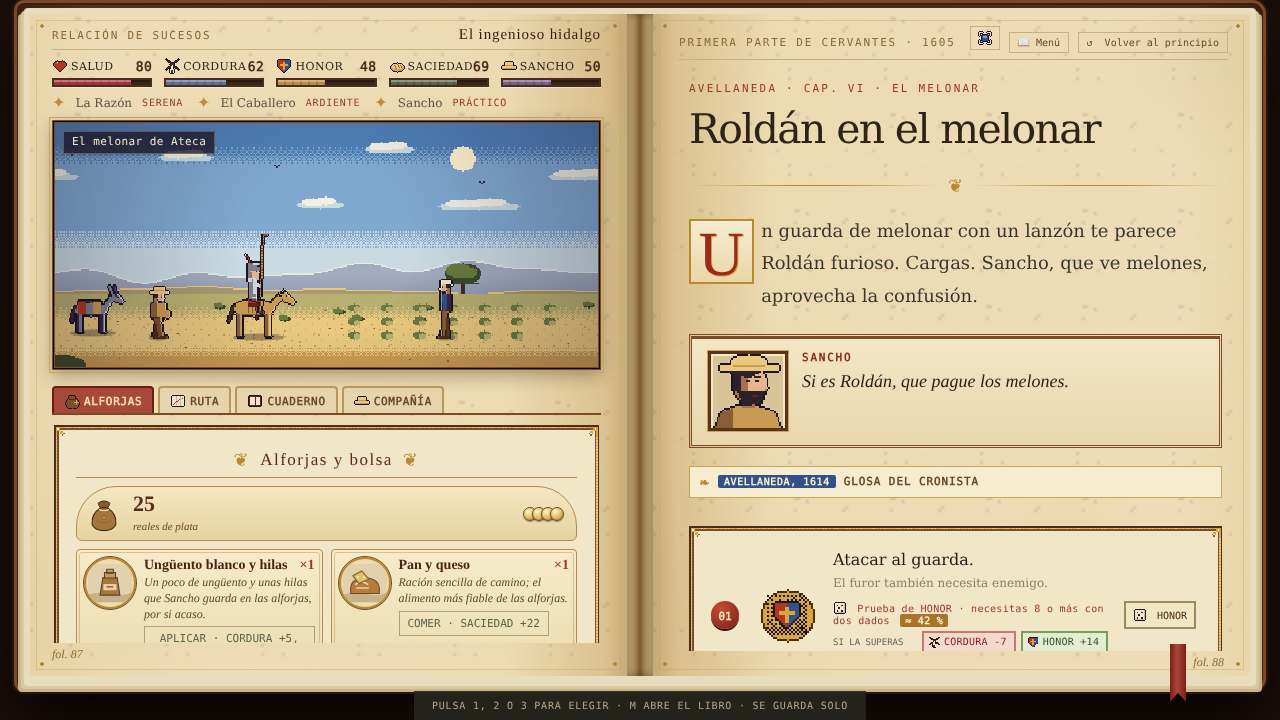 RELACIÓN DE SUCESOS
El ingenioso hidalgo
SALUD 80
CORDURA 62
HONOR 48
SACIEDAD 69
SANCHO 50
La Razón SERENA
El Caballero ARDIENTE
Sancho PRÁCTICO
El melonar de Ateca
ALFORJAS
RUTA
CUADERNO
COMPAÑÍA
Alforjas y bolsa
25
reales de plata
Ungüento blanco y hilas ×1
Un poco de ungüento y unas hilas
que Sancho guarda en las alforjas,
por si acaso.
APLICAR · CORDURA +5,
Pan y queso ×1
Ración sencilla de camino; el
alimento más fiable de las alforjas.
COMER · SACIEDAD +22
fol. 87
PRIMERA PARTE DE CERVANTES · 1605
📖 Menú
↺ Volver al principio
AVELLANEDA · CAP. VI · EL MELONAR
Roldán en el melonar
Un guarda de melonar con un lanzón te parece
Roldán furioso. Cargas. Sancho, que ve melones,
aprovecha la confusión.
SANCHO
Si es Roldán, que pague los melones.
AVELLANEDA, 1614 GLOSA DEL CRONISTA
01
Atacar al guarda.
El furor también necesita enemigo.
Prueba de HONOR · necesitas 8 o más con
dos dados ≈ 42 %
HONOR
SI LA SUPERAS CORDURA -7 HONOR +14
fol. 88
PULSA 1, 2 O 3 PARA ELEGIR · M ABRE EL LIBRO · SE GUARDA SOLO